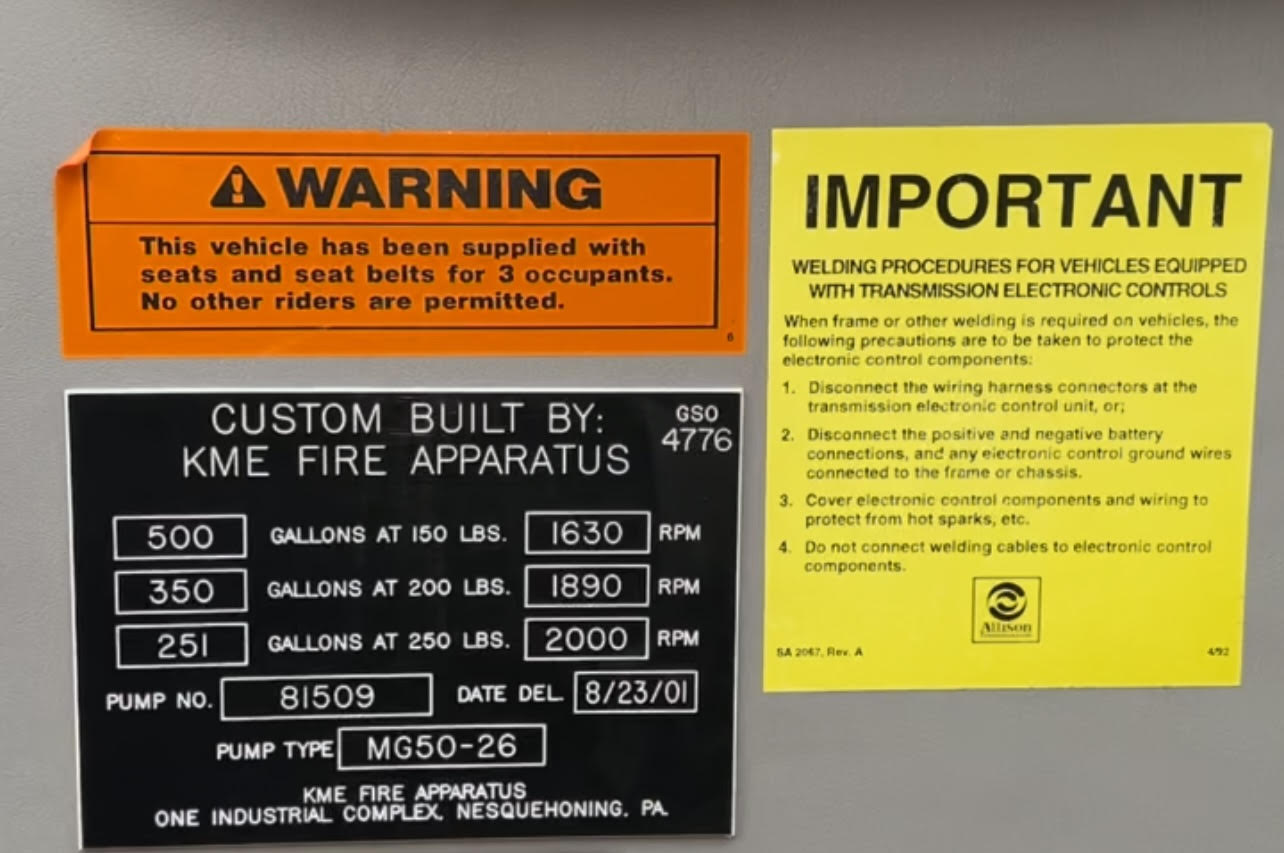 WARNING
This vehicle has been supplied with
seats and seat belts for 3 occupants.
No other riders are permitted.
6
CUSTOM BUILT BY:
KME FIRE APPARATUS
GSO
4776
500 GALLONS AT 150 LBS. 1630 RPM
350 GALLONS AT 200 LBS. 1890 RPM
251 GALLONS AT 250 LBS. 2000 RPM
PUMP NO. 81509 DATE DEL. 8/23/01
PUMP TYPE MG50-26
KME FIRE APPARATUS
ONE INDUSTRIAL COMPLEX, NESQUEHONING, PA.
IMPORTANT
WELDING PROCEDURES FOR VEHICLES EQUIPPED
WITH TRANSMISSION ELECTRONIC CONTROLS
When frame or other welding is required on vehicles, the
following precautions are to be taken to protect the
electronic control components:
1. Disconnect the wiring harness connectors at the
transmission electronic control unit, or;
2. Disconnect the positive and negative battery
connections, and any electronic control ground wires
connected to the frame or chassis.
3. Cover electronic control components and wiring to
protect from hot sparks, etc.
4. Do not connect welding cables to electronic control
components.
Allison
SA 2067, Rev. A 4/92